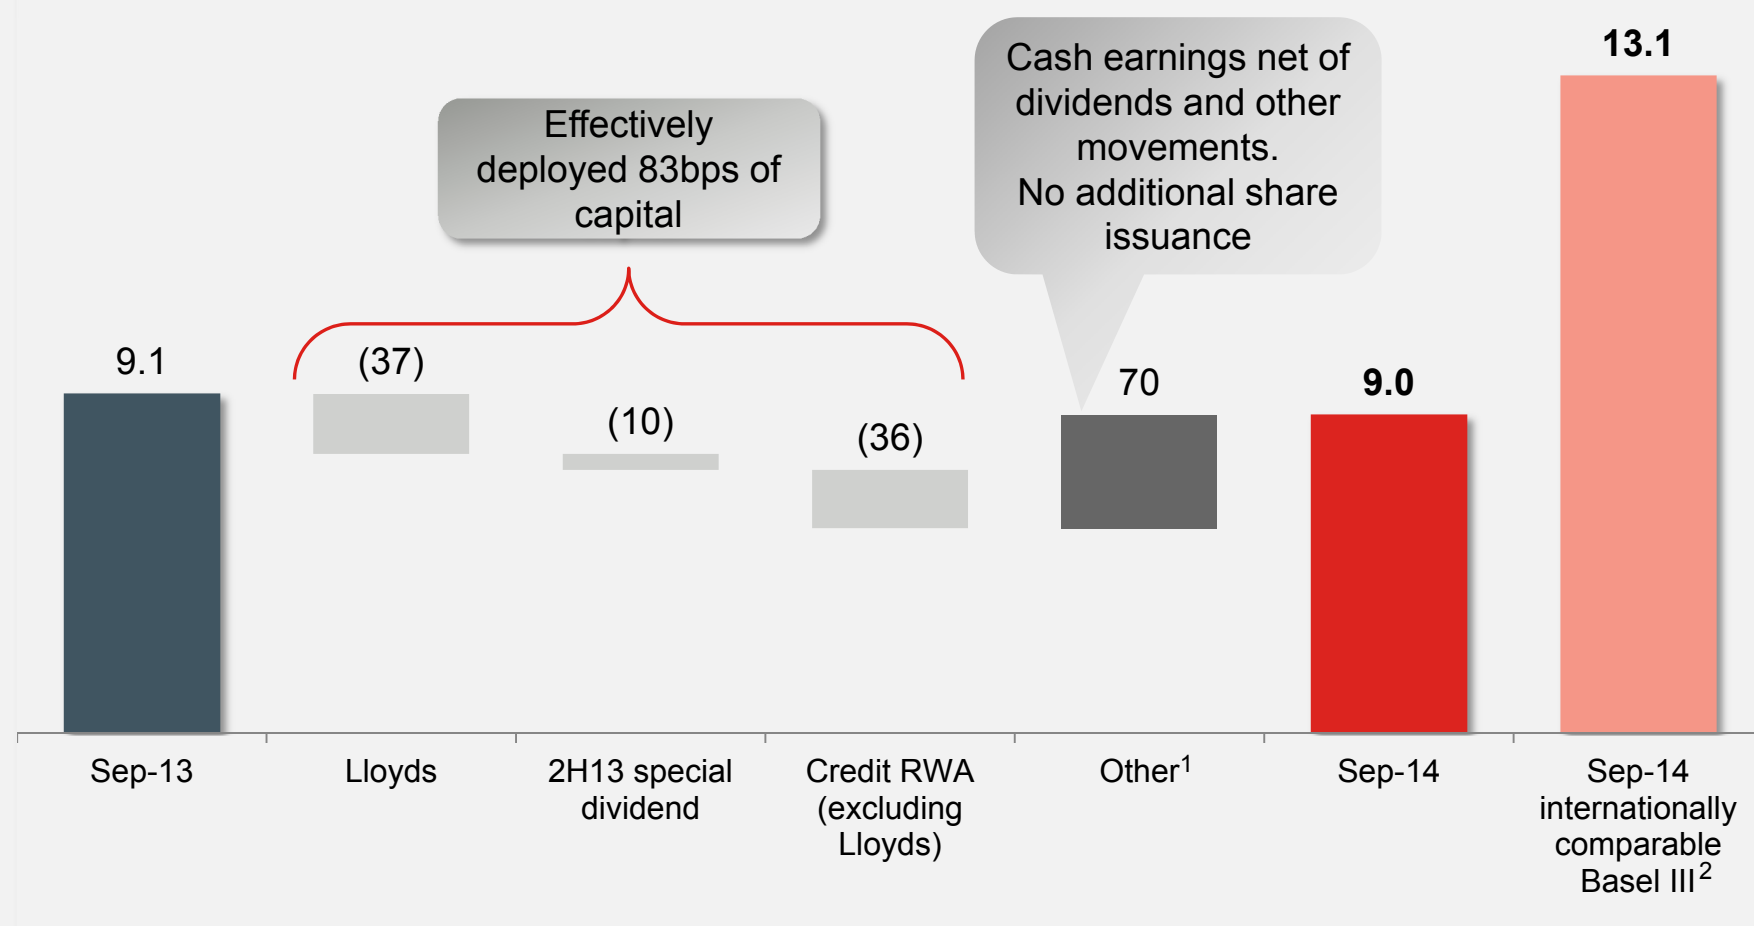 13.1
Cash earnings net of
dividends and other
movements.
No additional share
issuance
Effectively
deployed 83bps of
capital
9.1
(37)
(10)
(36)
70
9.0
Sep-13
Lloyds
2H13 special
dividend
Credit RWA
(excluding
Lloyds)
Other1
Sep-14
Sep-14
internationally
comparable
Basel III2